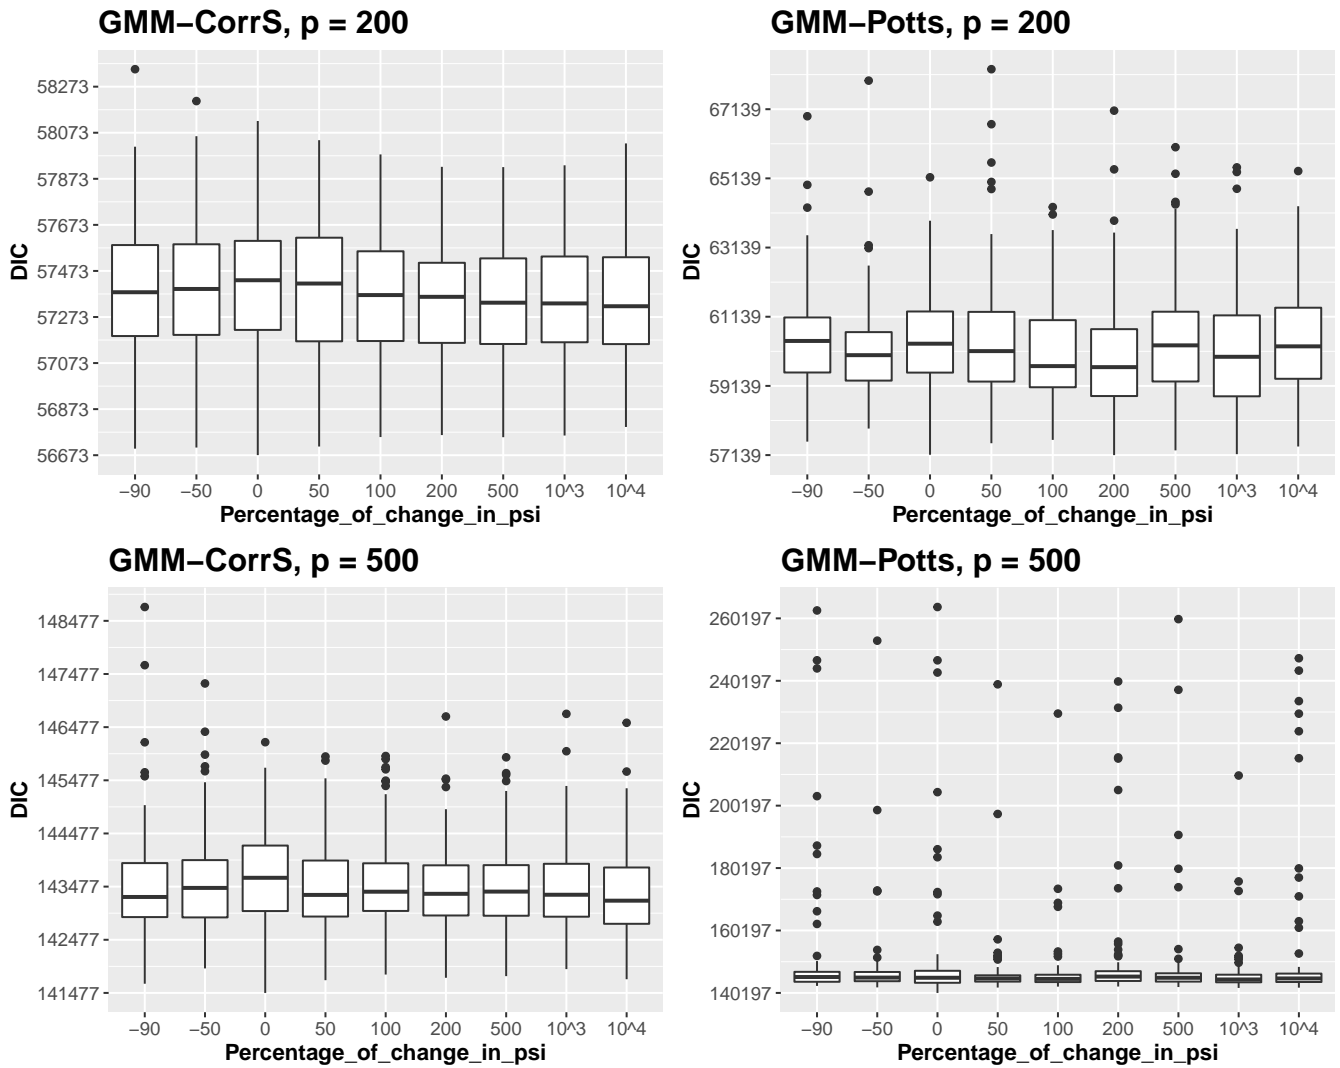 GMM−CorrS, p = 200
DIC
58273
58073
57873
57673
57473
57273
57073
56873
56673
−90 −50 0 50 100 200 500 10^3 10^4
Percentage_of_change_in_psi
GMM−Potts, p = 200
DIC
67139
65139
63139
61139
59139
57139
−90 −50 0 50 100 200 500 10^3 10^4
Percentage_of_change_in_psi
GMM−CorrS, p = 500
DIC
148477
147477
146477
145477
144477
143477
142477
141477
−90 −50 0 50 100 200 500 10^3 10^4
Percentage_of_change_in_psi
GMM−Potts, p = 500
DIC
260197
240197
220197
200197
180197
160197
140197
−90 −50 0 50 100 200 500 10^3 10^4
Percentage_of_change_in_psi